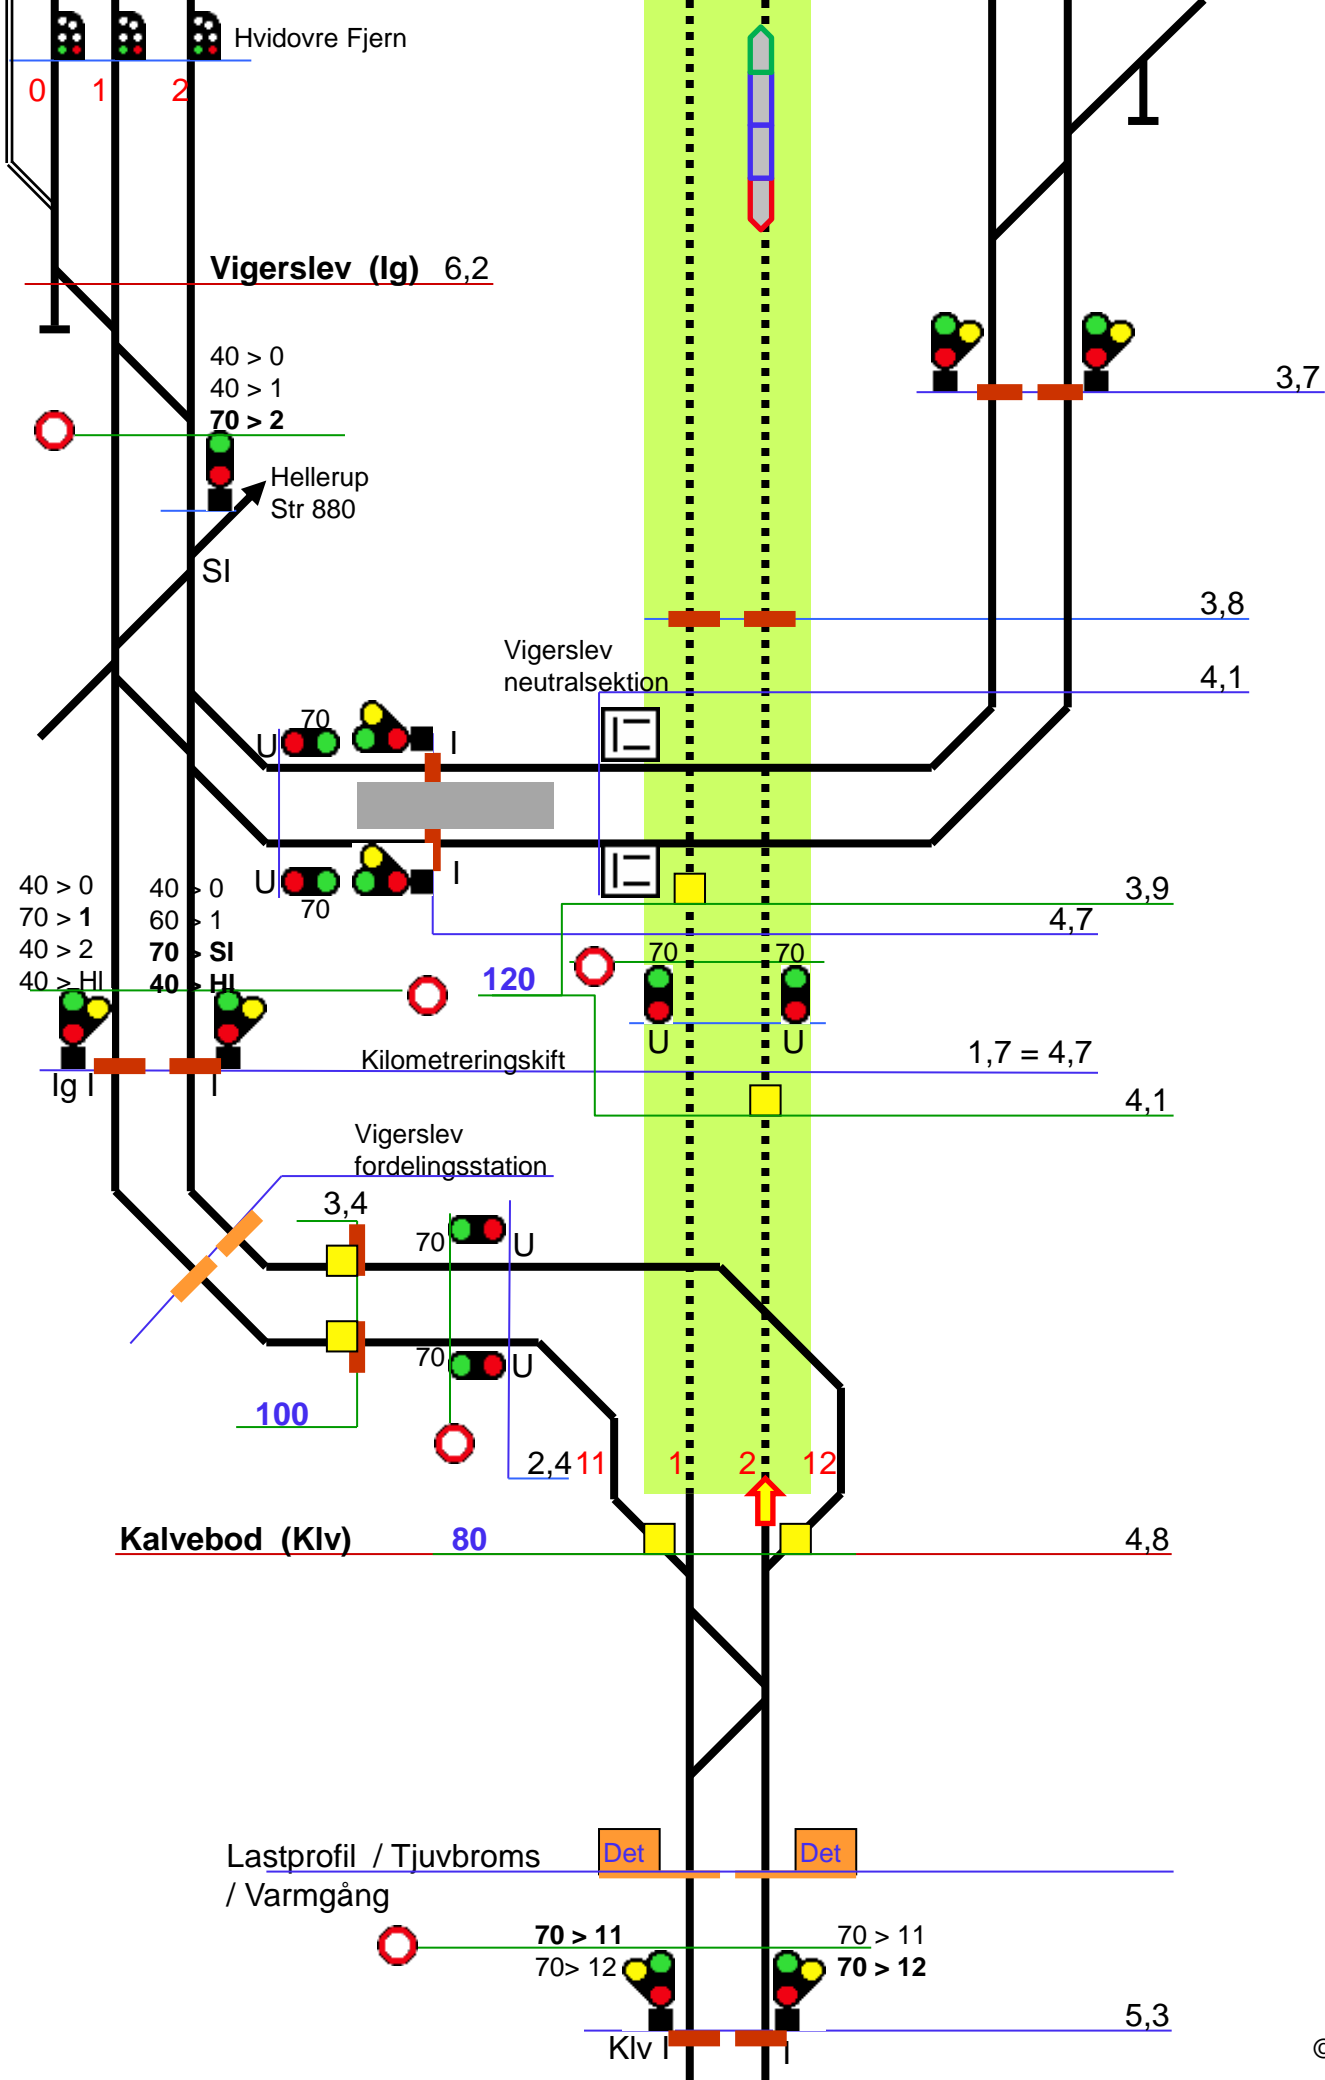 Hvidovre Fjern
0 1 2
Vigerslev (Ig) 6,2
40 > 0
40 > 1
70 > 2
3,7
Hellerup
Str 880
SI
3,8
Vigerslev
neutralsektion
4,1
70
U
I
U
I
70
40 > 0
70 > 1
40 > 2
40 > HI
40 > 0
60 > 1
70 > SI
40 > HI
3,9
4,7
120
70 70
U U
Kilometreringskift
1,7 = 4,7
Ig I
I
4,1
Vigerslev
fordelingsstation
3,4
70
U
70
U
100
2,4
11 1 2 12
Kalvebod (Klv) 80 4,8
Lastprofil / Tjuvbroms
/ Varmgång
Det Det
70 > 11
70> 12
70 > 11
70 > 12
5,3
Klv I
I
©